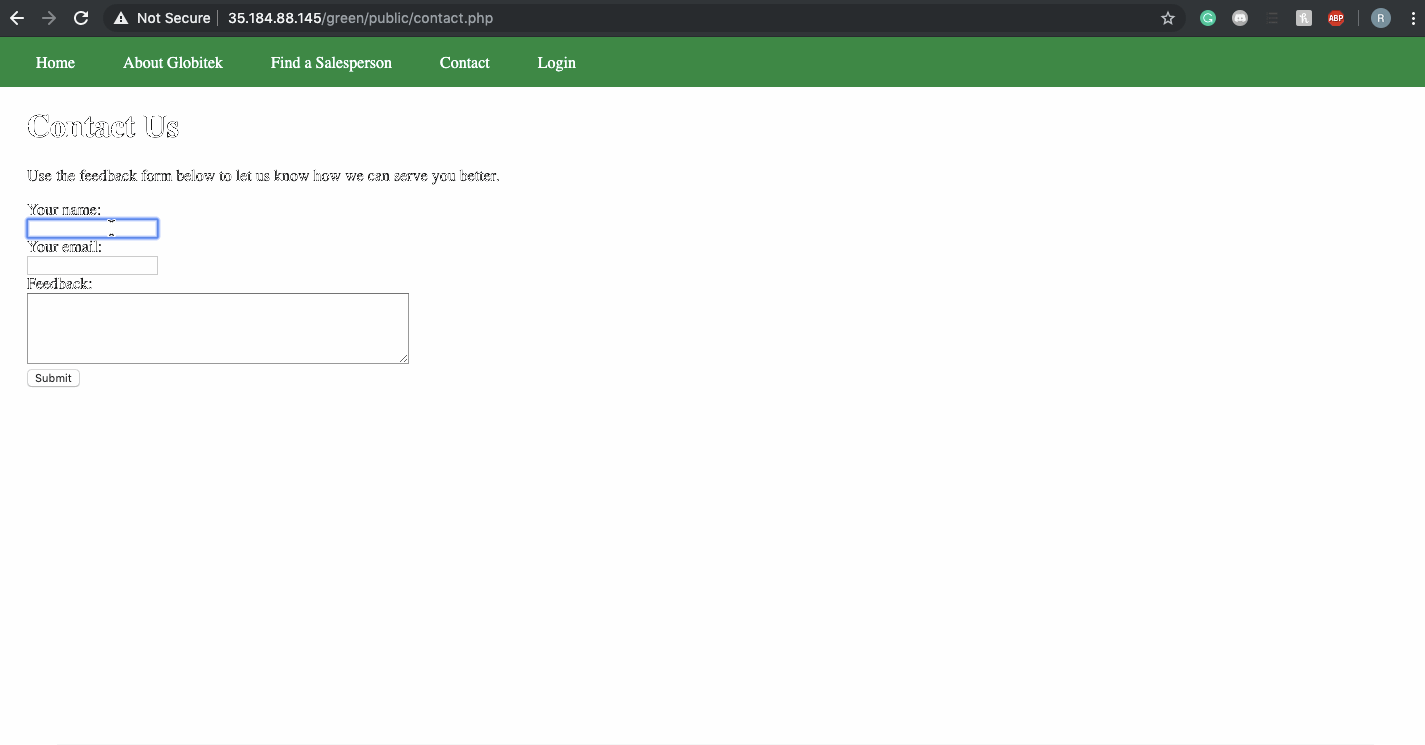 Not Secure 35.184.88.145/green/public/contact.php G ABP R
Home About Globitek Find a Salesperson Contact Login
Contact Us
Use the feedback form below to let us know how we can serve you better.
Your name:
Your email:
Feedback:
Submit